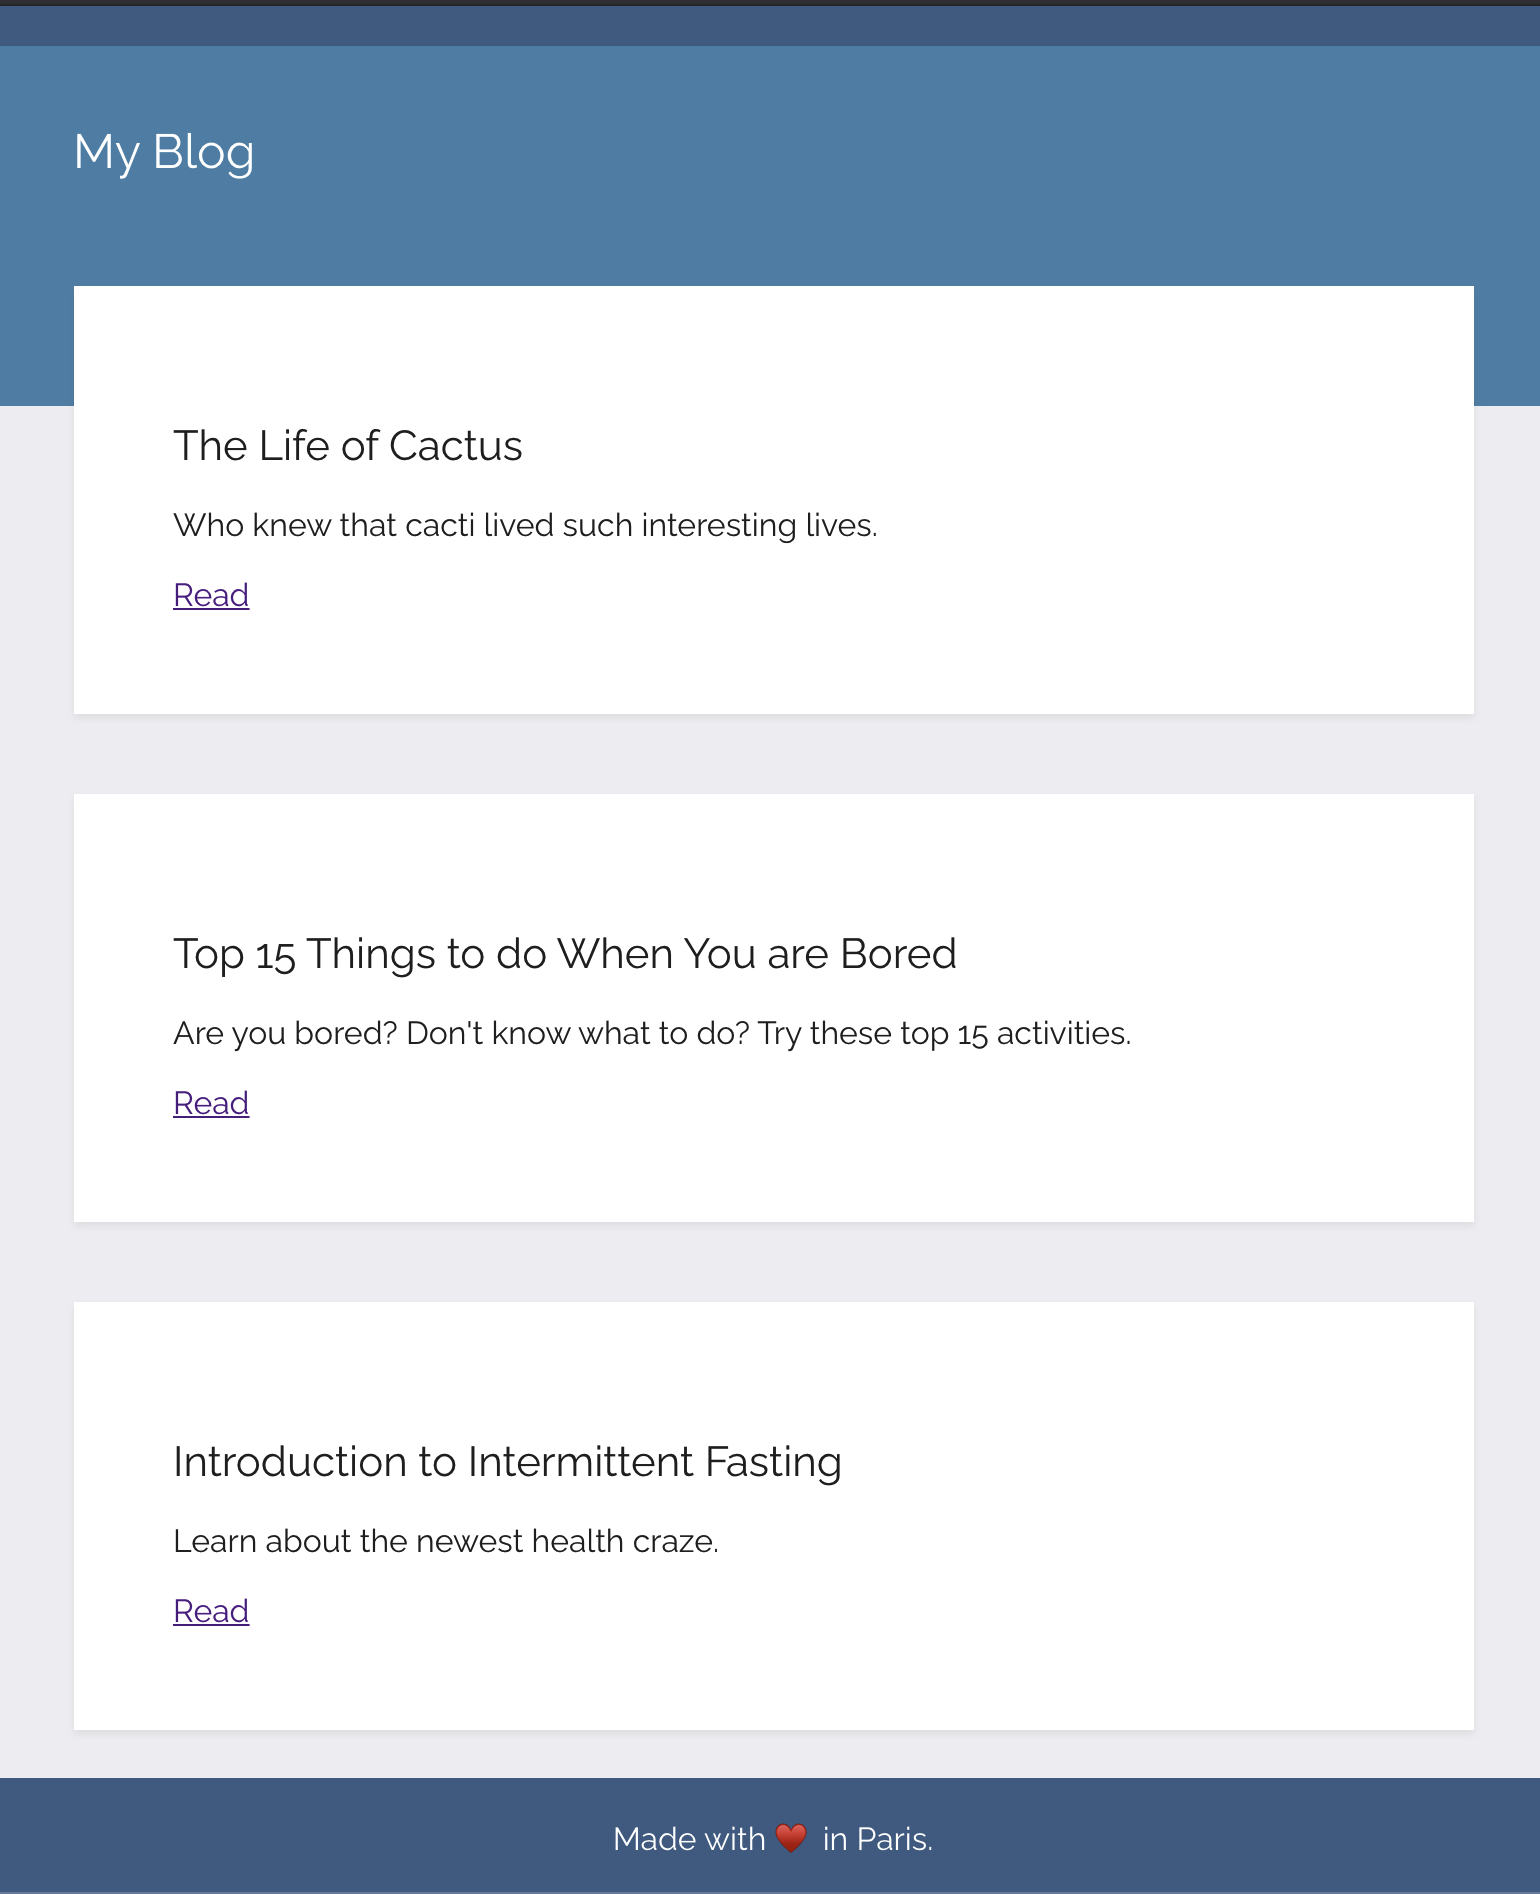 My Blog
The Life of Cactus
Who knew that cacti lived such interesting lives.
Read
Top 15 Things to do When You are Bored
Are you bored? Don't know what to do? Try these top 15 activities.
Read
Introduction to Intermittent Fasting
Learn about the newest health craze.
Read
Made with ♥️ in Paris.